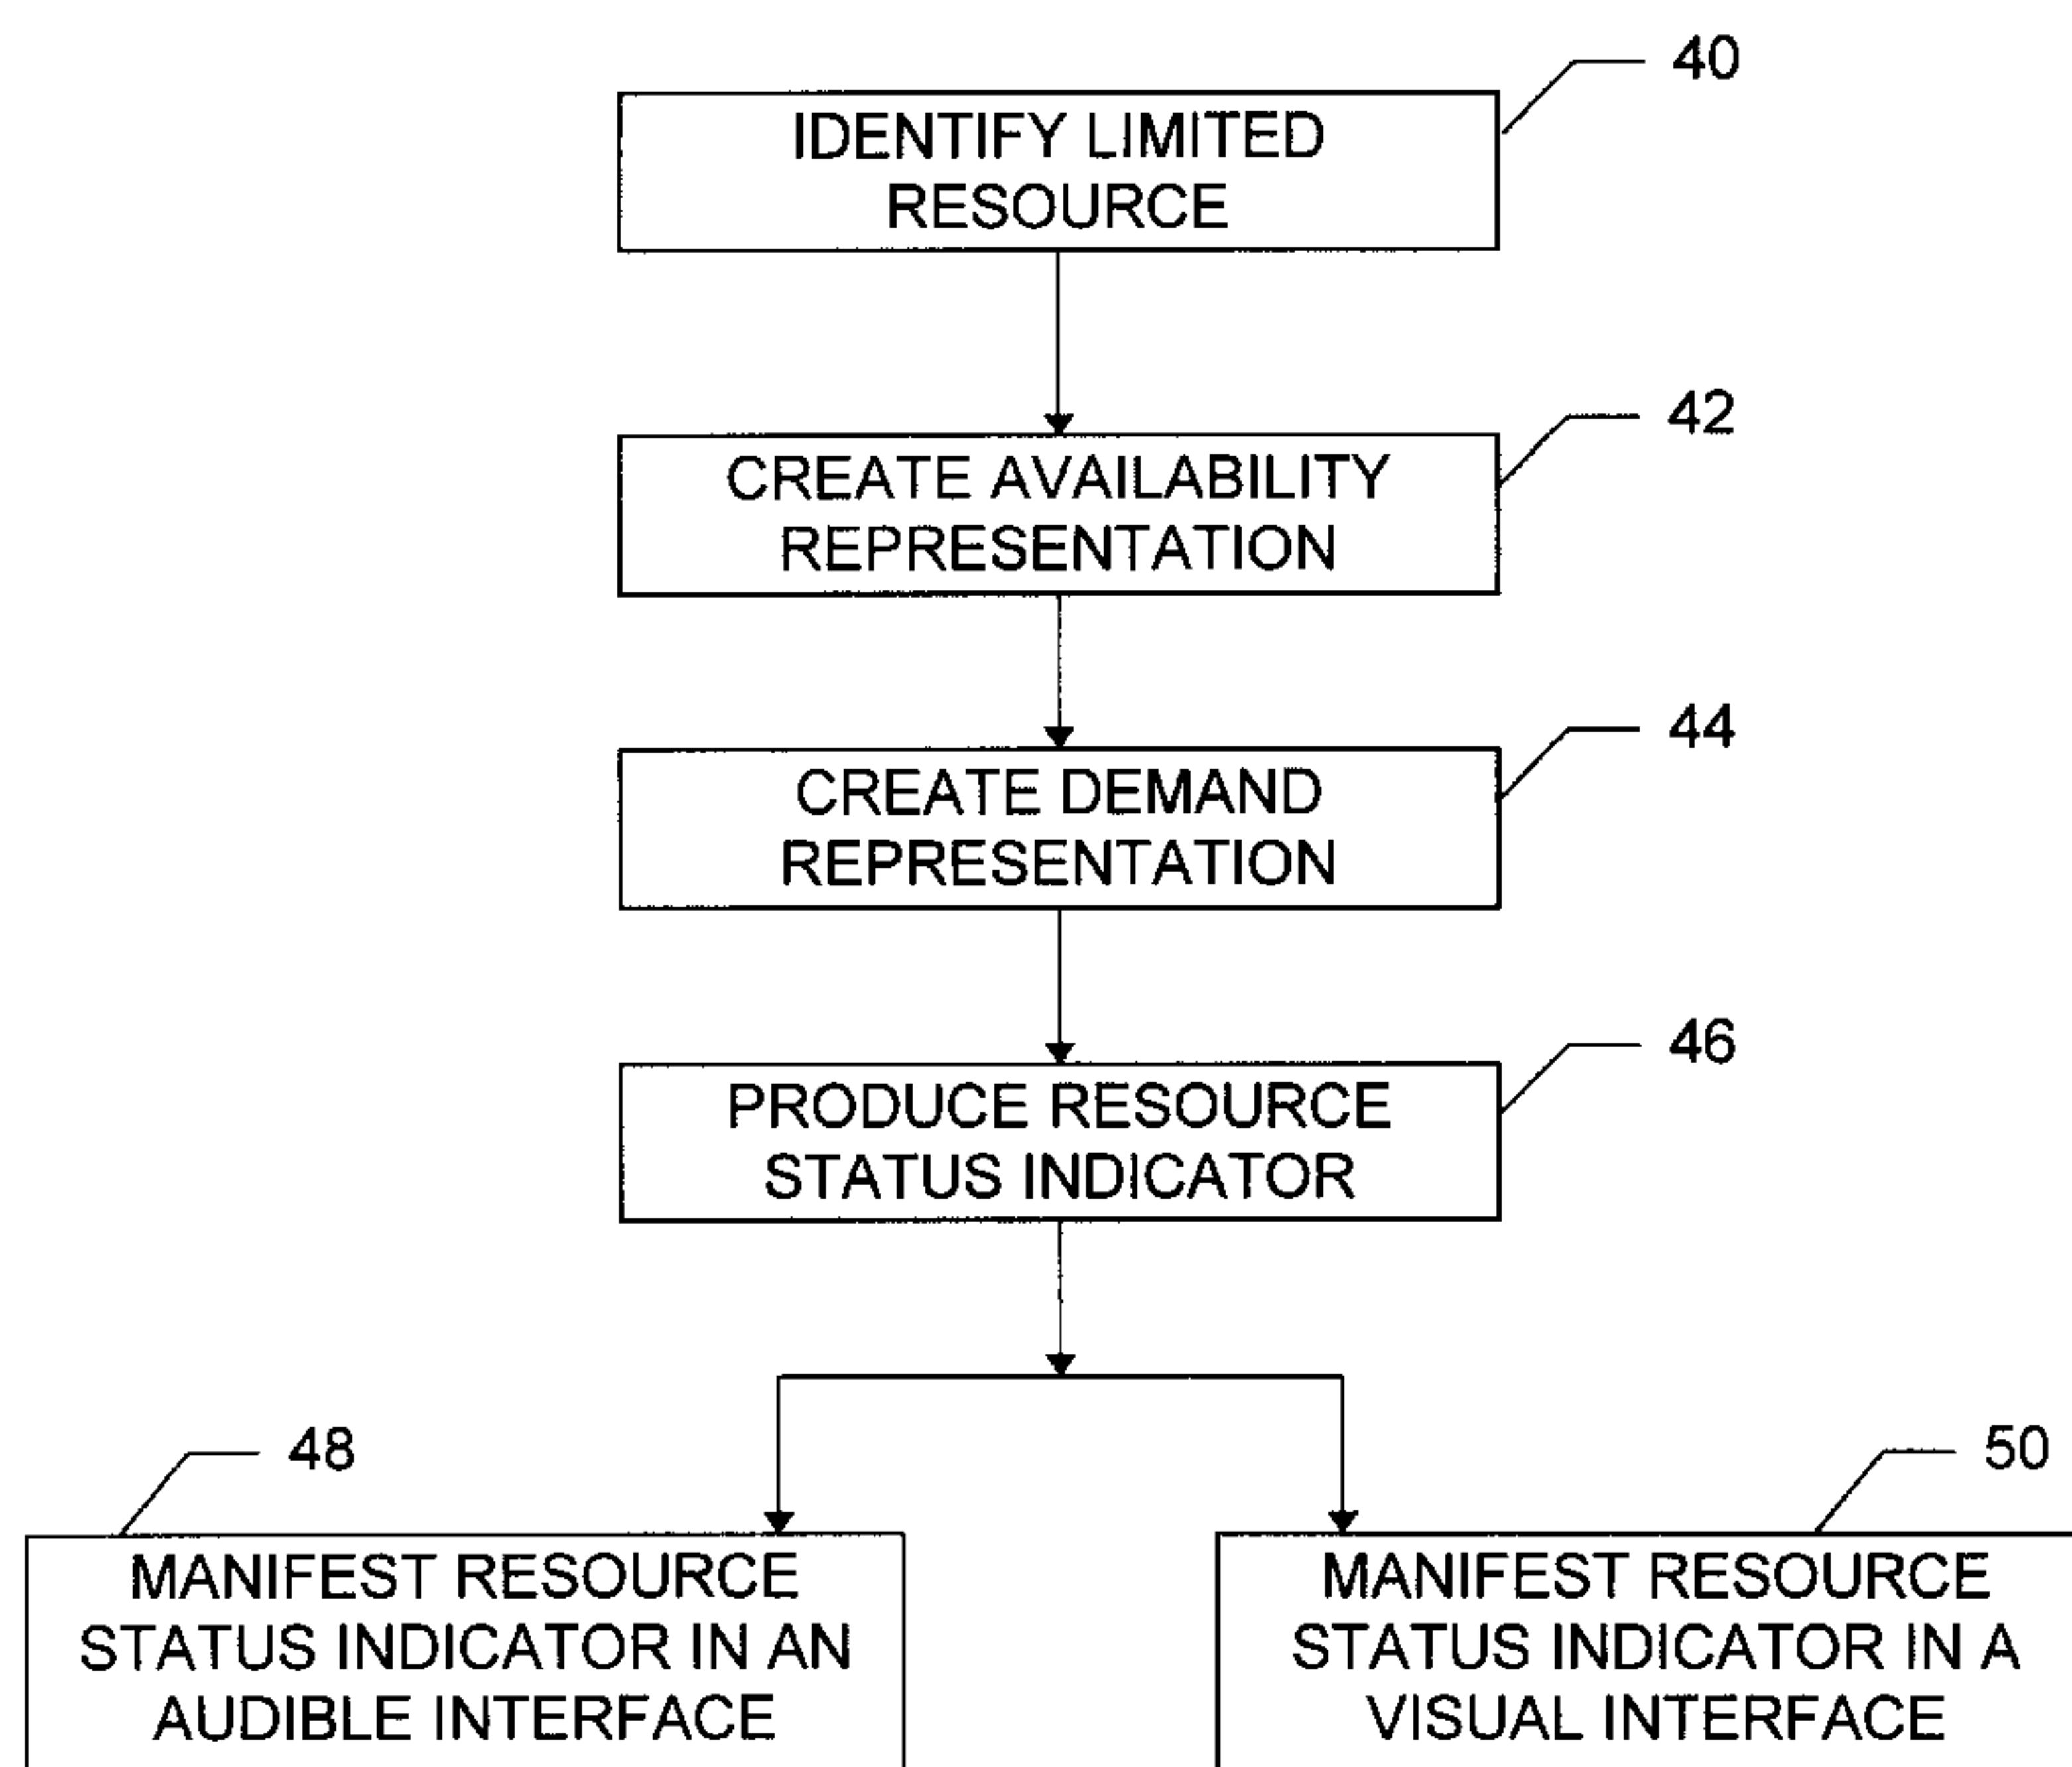 40
IDENTIFY LIMITED
RESOURCE
42
CREATE AVAILABILITY
REPRESENTATION
44
CREATE DEMAND
REPRESENTATION
46
PRODUCE RESOURCE
STATUS INDICATOR
48
MANIFEST RESOURCE
STATUS INDICATOR IN AN
AUDIBLE INTERFACE
50
MANIFEST RESOURCE
STATUS INDICATOR IN A
VISUAL INTERFACE